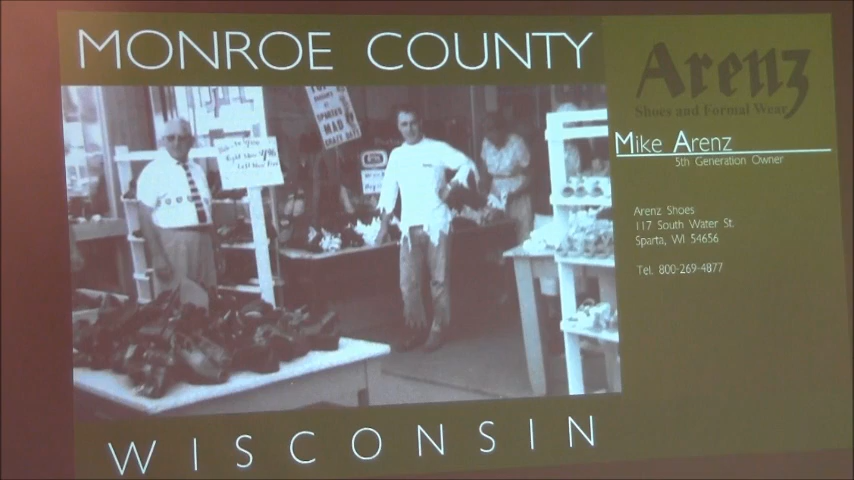 MONROE COUNTY
Arenz
Shoes and Formal Wear
Mike Arenz
5th Generation Owner
Arenz Shoes
117 South Water St.
Sparta, WI 54656
Tel. 800-269-4877
MAD
WISCONSIN